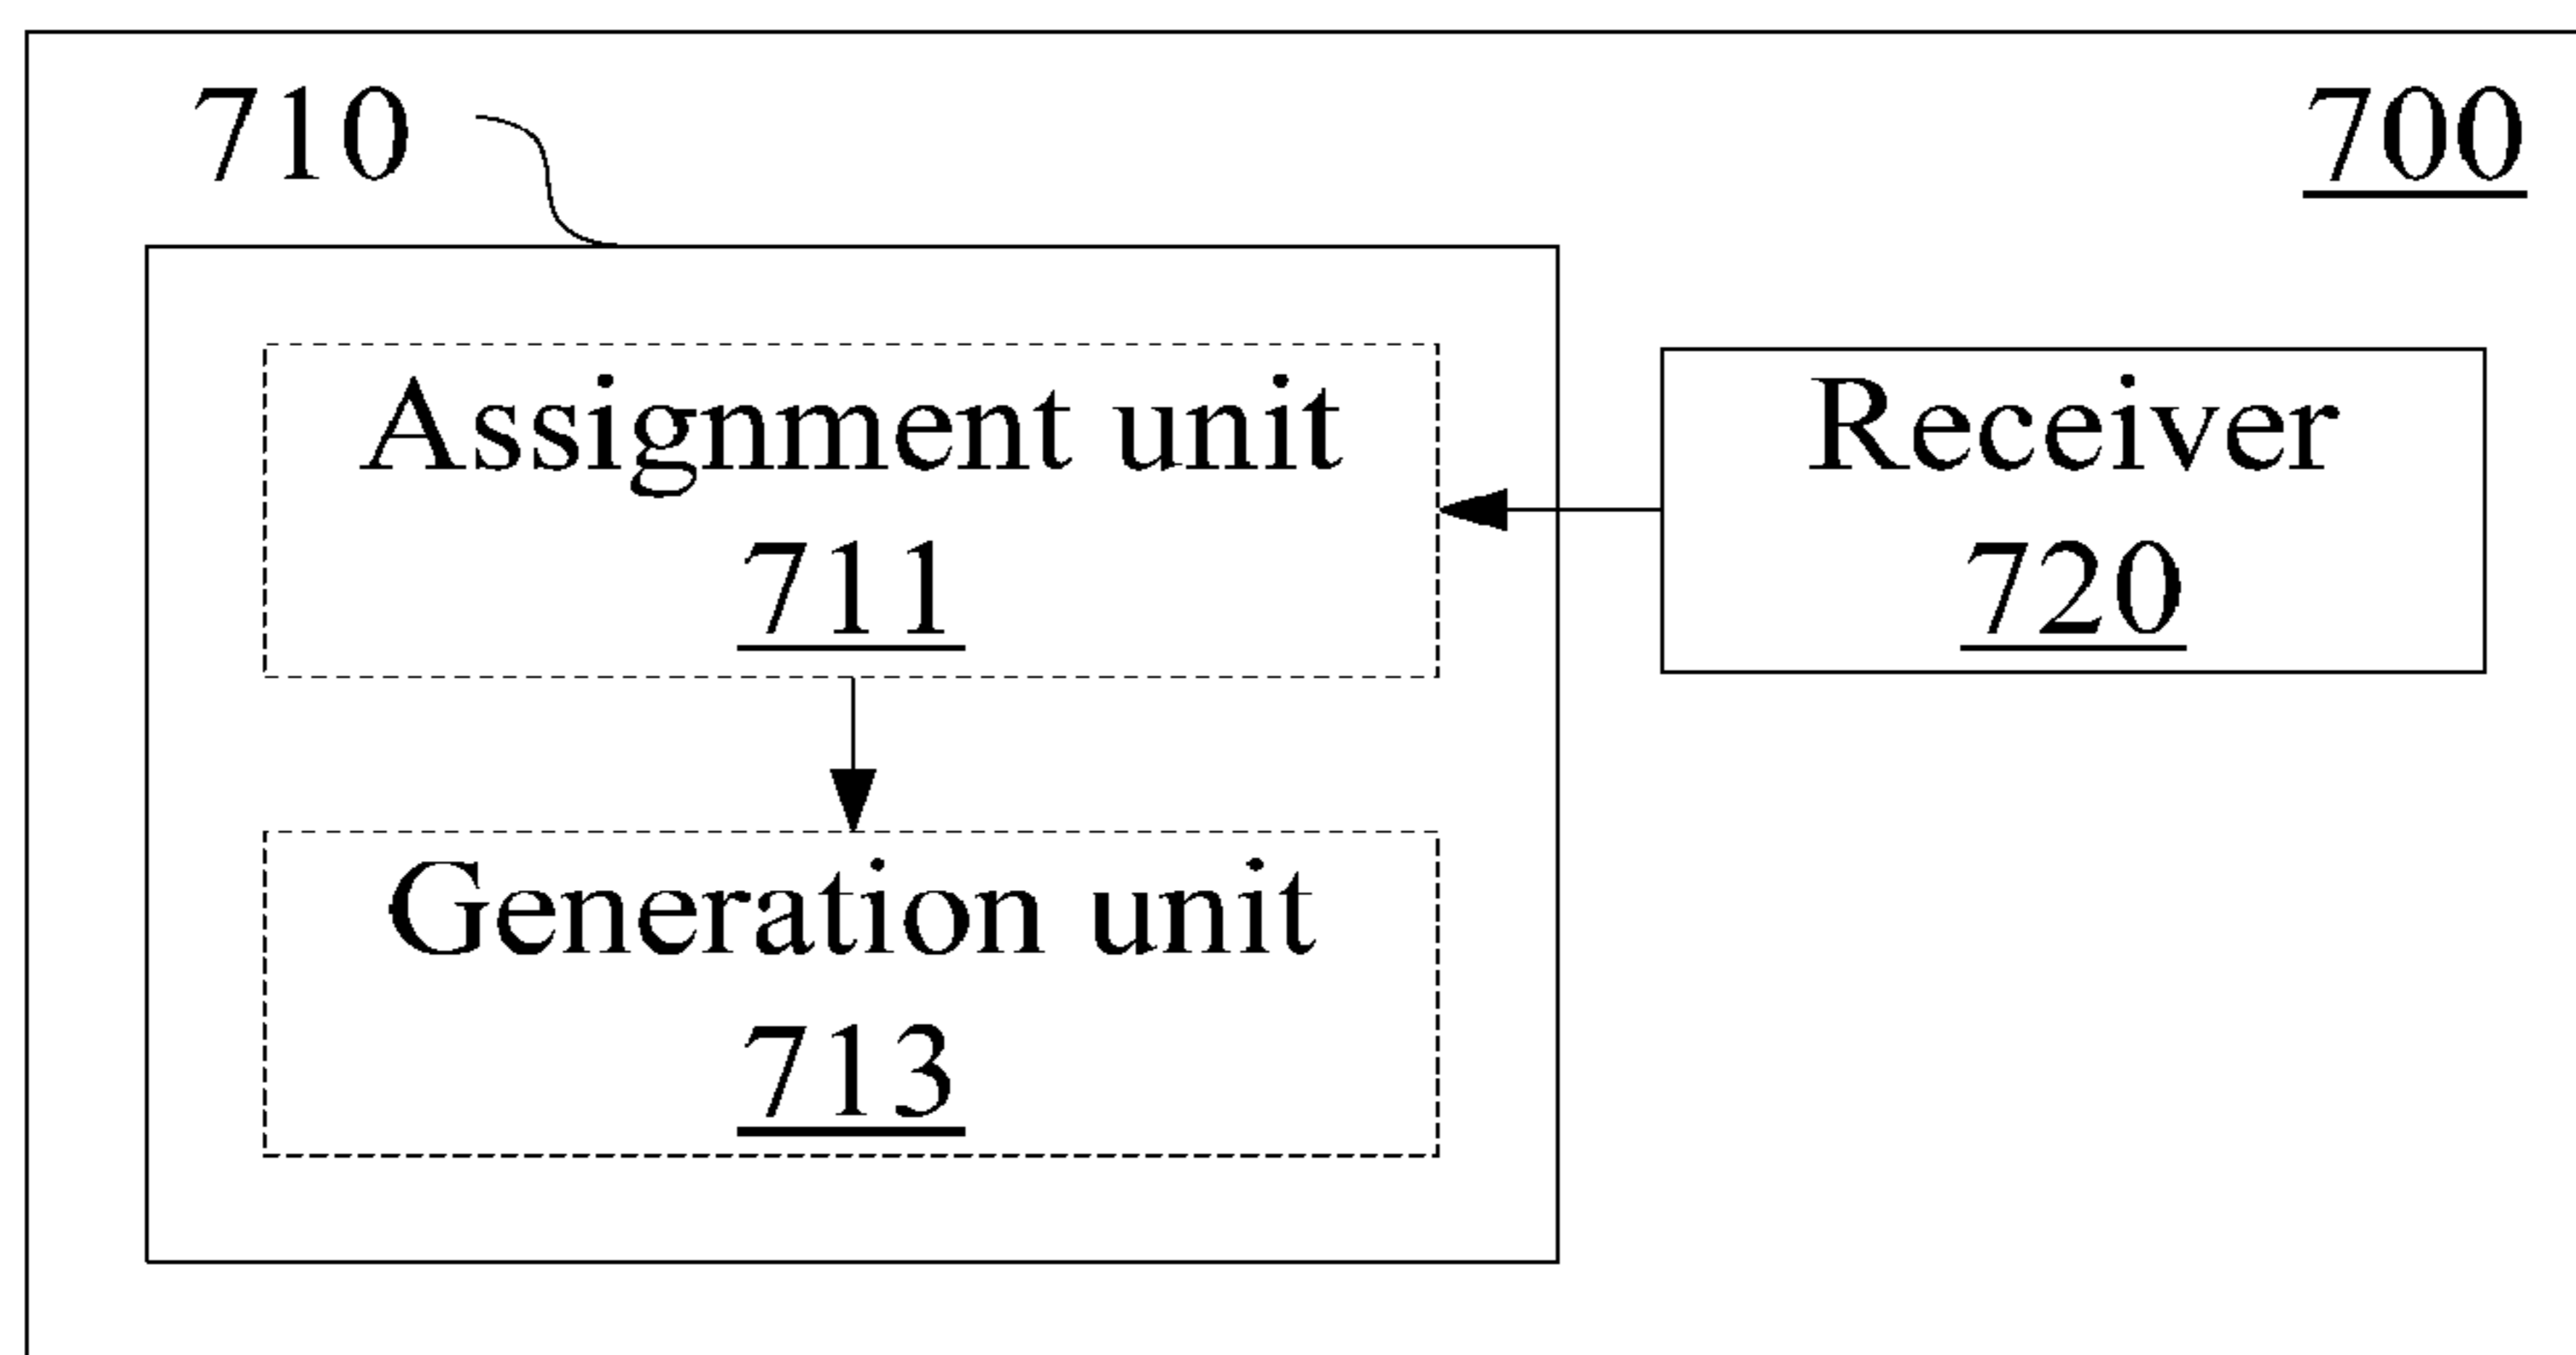 710
700
Assignment unit
711
Receiver
720
Generation unit
713